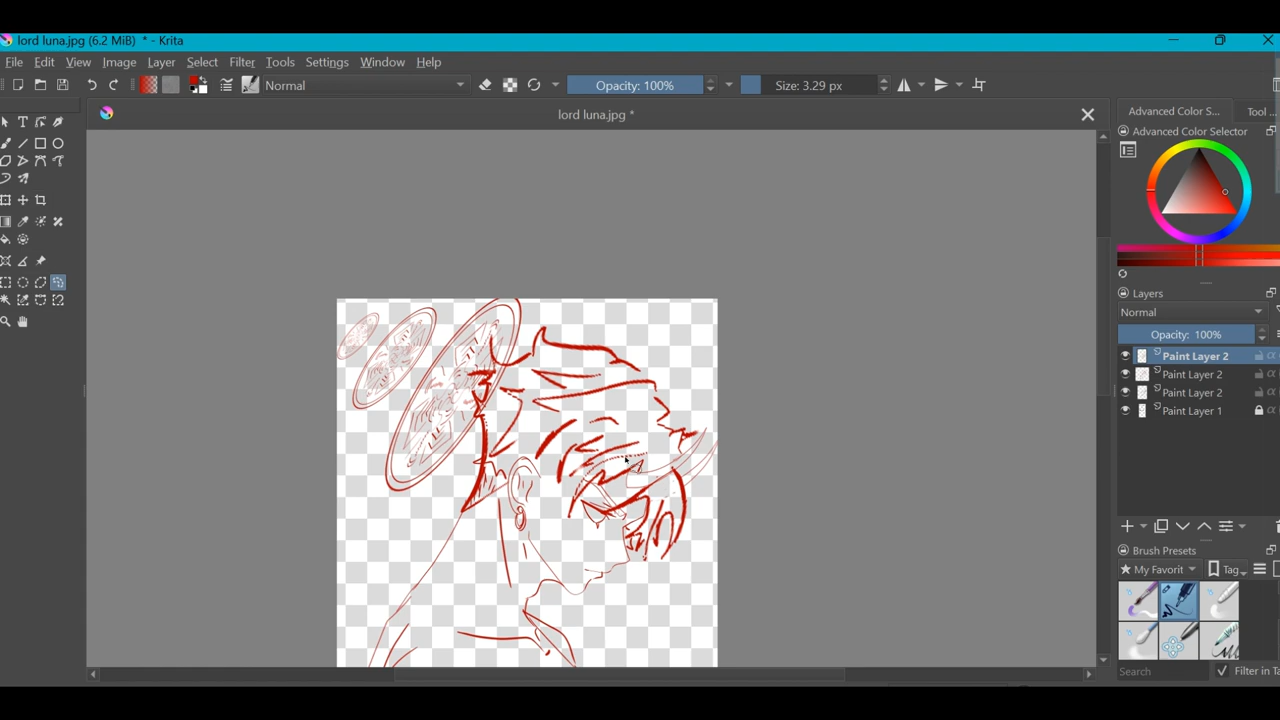 lord luna.jpg (6.2 MiB) * - Krita
File Edit View Image Layer Select Filter Tools Settings Window Help
Normal Opacity: 100% Size: 3.29 px
lord luna.jpg *
Advanced Color S... Tool ...
Advanced Color Selector
Layers
Normal
Opacity: 100%
Paint Layer 2
Paint Layer 2
Paint Layer 2
Paint Layer 1
Brush Presets
My Favorit Tag
Search Filter in Ta